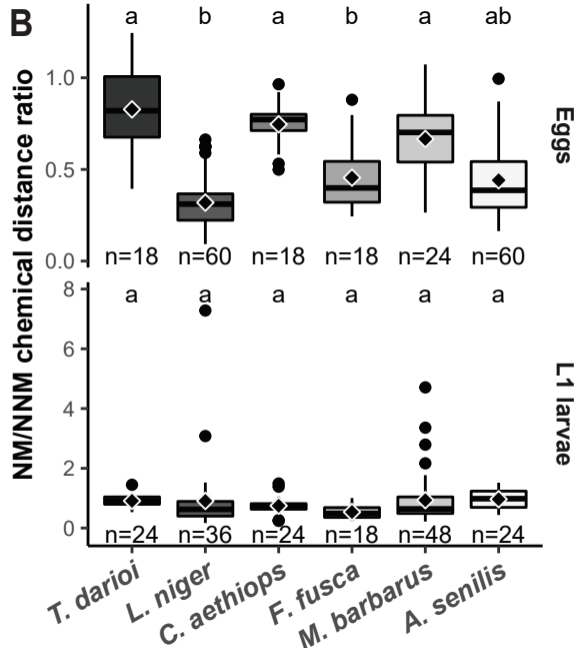 B
a b a b a ab
NM/NNM chemical distance ratio
1.0
0.5
0.0
Eggs
n=18 n=60 n=18 n=18 n=24 n=60
8
6
4
2
0
a a a a a a
L1 larvae
n=24 n=36 n=24 n=18 n=48 n=24
T. darioi
L. niger
C. aethiops
F. fusca
M. barbarus
A. senilis